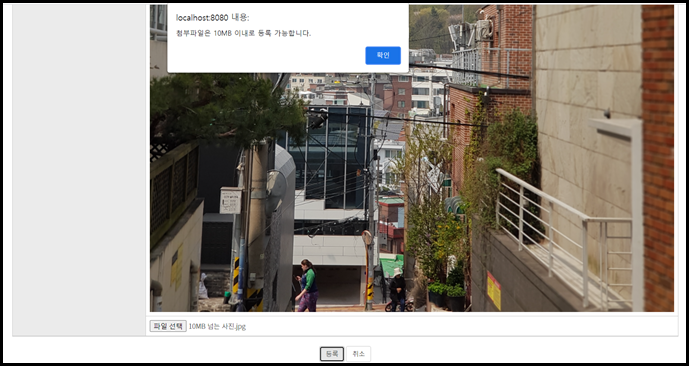 localhost:8080 내용:
첨부파일은 10MB 이내로 등록 가능합니다.
확인
파일 선택 10MB 넘는 사진.jpg
등록 취소